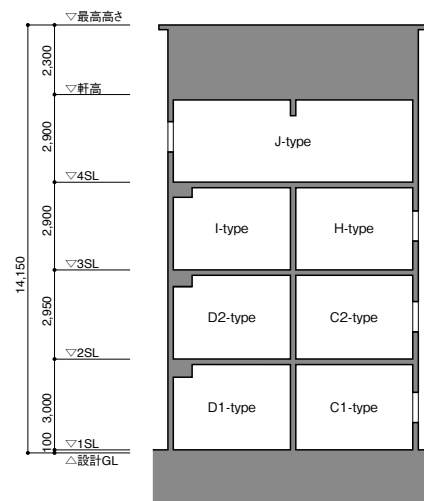 ▽最高高さ
2,300
▽軒高
2,900
J-type
▽4SL
2,900
I-type
H-type
14,150
▽3SL
2,950
D2-type
C2-type
▽2SL
3,000
D1-type
C1-type
▽1SL
100
△設計GL